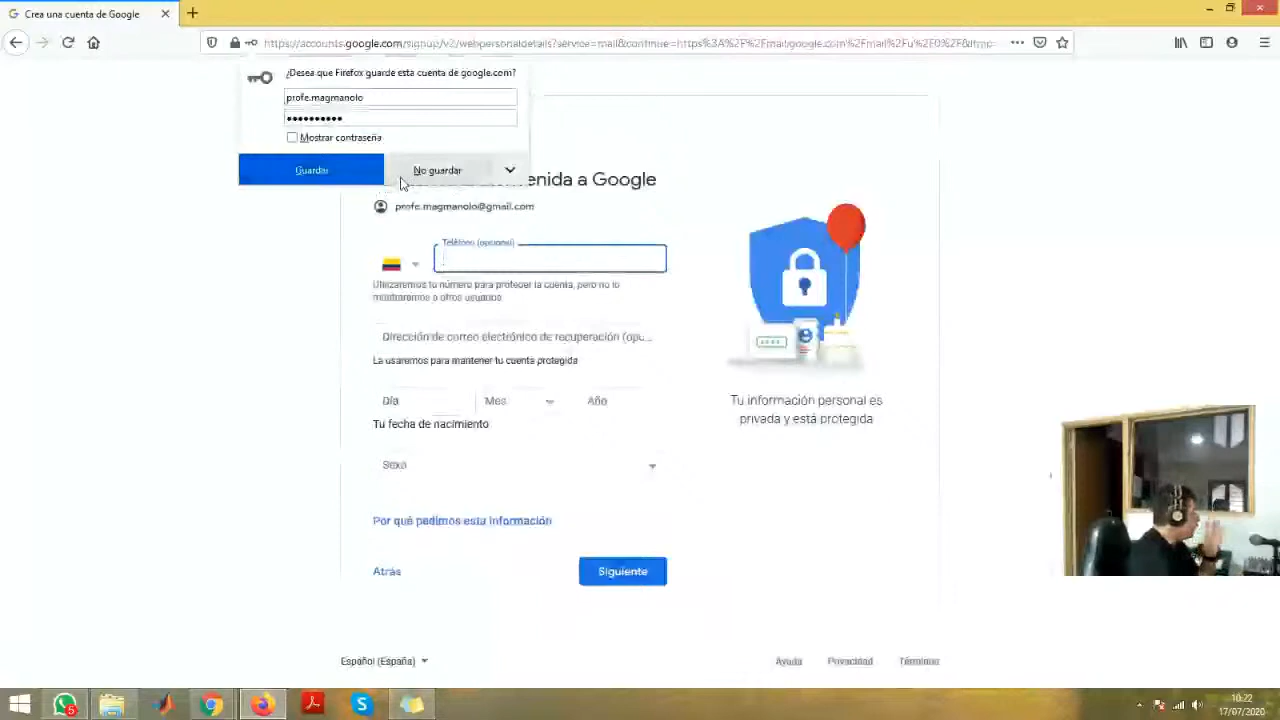 Crea una cuenta de Google
https://accounts.google.com/signup/v2/webpersonaldetails?service=mail&continue=https%3A%2F%2Fmail.google.com%2Fmail%2Fu%2F0%2F&ltmp
¿Desea que Firefox guarde esta cuenta de google.com?
profe.magmanolo
••••••••••
Mostrar contraseña
Guardar
No guardar
enida a Google
profe.magmanolo@gmail.com
Teléfono (opcional)
Utilizaremos tu número para proteger la cuenta, pero no lo
mostraremos a otros usuarios
Dirección de correo electrónico de recuperación (opc...
La usaremos para mantener tu cuenta protegida
Día Mes Año
Tu fecha de nacimiento
Sexo
Por qué pedimos esta información
Atrás
Siguiente
Tu información personal es
privada y está protegida
Español (España)
Ayuda Privacidad Términos
5
10:22
17/07/2020